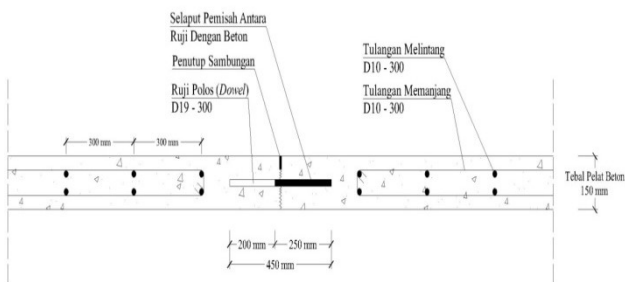 Selaput Pemisah Antara
Ruji Dengan Beton
Penutup Sambungan
Ruji Polos (Dowel)
D19 - 300
Tulangan Melintang
D10 - 300
Tulangan Memanjang
D10 - 300
300 mm
300 mm
Tebal Pelat Beton
150 mm
200 mm
250 mm
450 mm